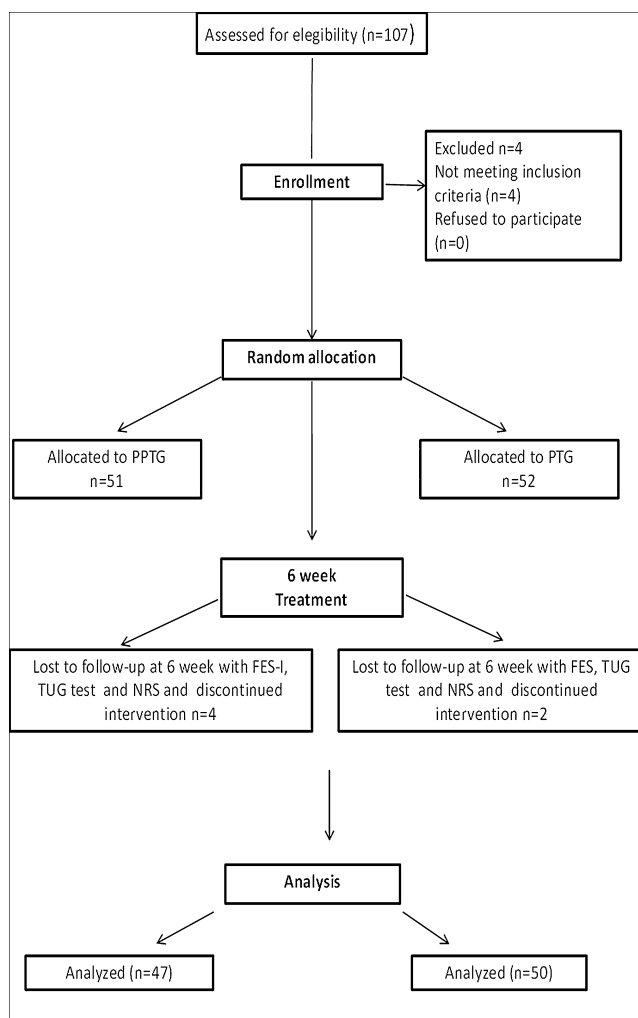 Assessed for elegibility (n=107)
Enrollment
Excluded n=4
Not meeting inclusion
criteria (n=4)
Refused to participate
(n=0)
Random allocation
Allocated to PPTG
n=51
Allocated to PTG
n=52
6 week
Treatment
Lost to follow-up at 6 week with FES-I,
TUG test and NRS and discontinued
intervention n=4
Lost to follow-up at 6 week with FES, TUG
test and NRS and discontinued
intervention n=2
Analysis
Analyzed (n=47)
Analyzed (n=50)